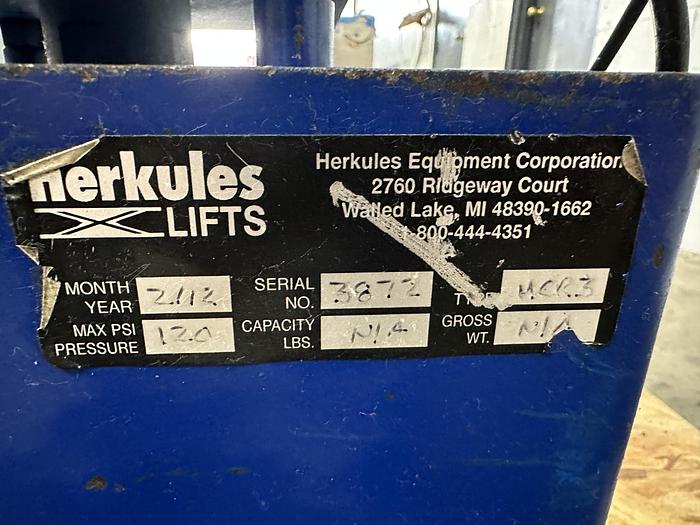 Herkules
LIFTS
Herkules Equipment Corporation
2760 Ridgeway Court
Walled Lake, MI 48390-1662
1-800-444-4351
MONTH YEAR 2/12
SERIAL NO. 3872
TYPE HCR3
MAX PSI PRESSURE 120
CAPACITY LBS. N/A
GROSS WT. N/A